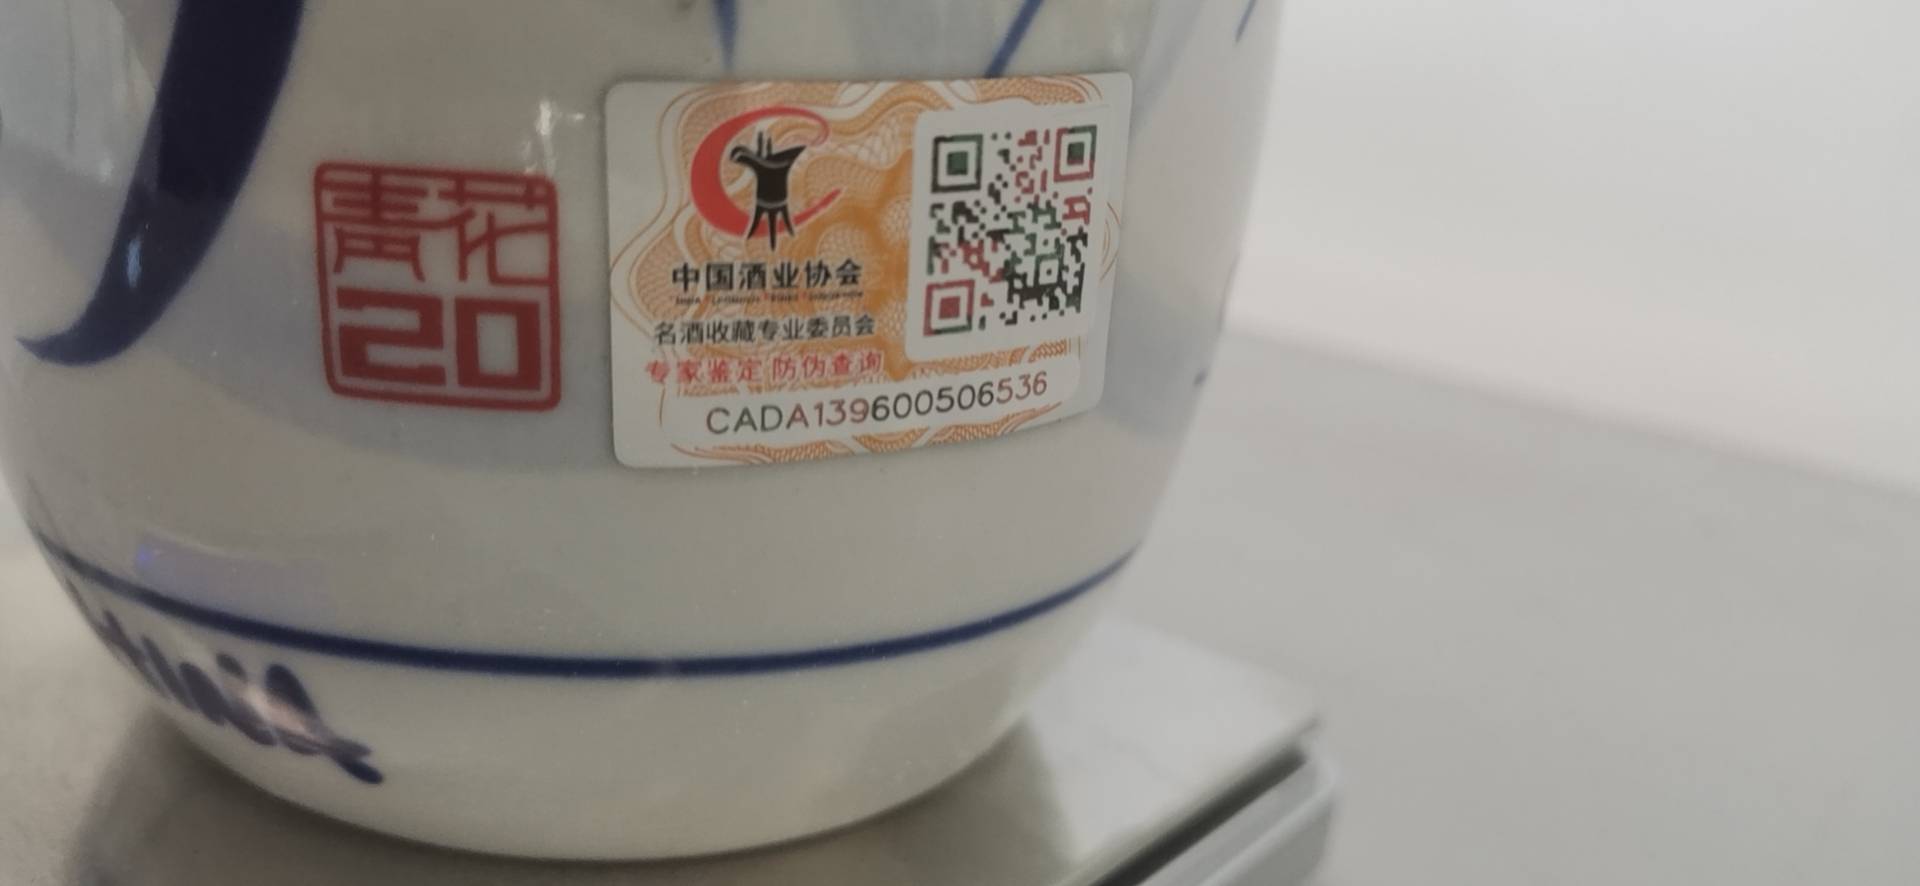 青花
20
中国酒业协会
名酒收藏专业委员会
专家鉴定 防伪查询
CADA139600506536